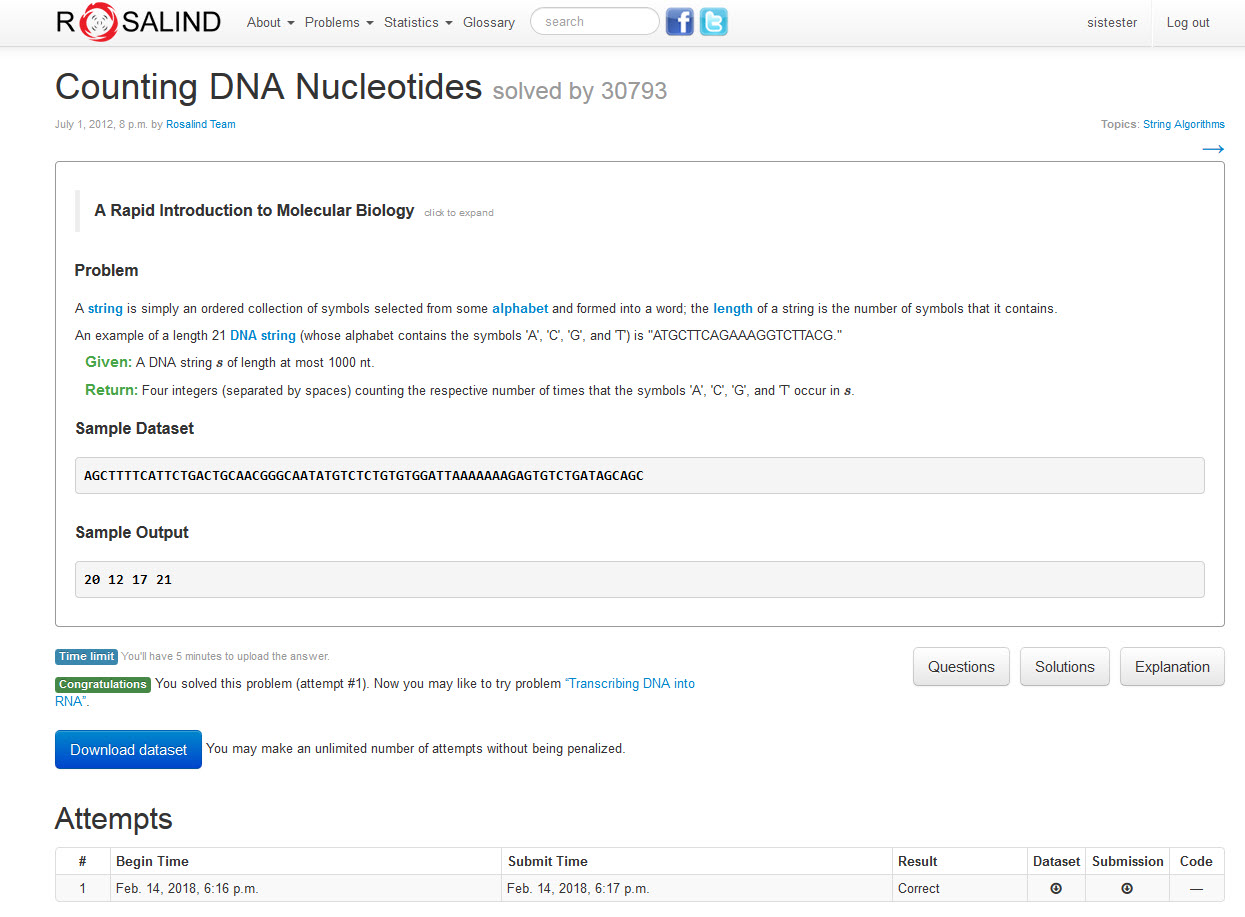 ROSALIND About Problems Statistics Glossary search f t sistester Log out
Counting DNA Nucleotides solved by 30793
July 1, 2012, 8 p.m. by Rosalind Team Topics: String Algorithms
→
A Rapid Introduction to Molecular Biology click to expand
Problem
A string is simply an ordered collection of symbols selected from some alphabet and formed into a word; the length of a string is the number of symbols that it contains.
An example of a length 21 DNA string (whose alphabet contains the symbols 'A', 'C', 'G', and 'T') is "ATGCTTCAGAAAGGTCTTACG."
Given: A DNA string s of length at most 1000 nt.
Return: Four integers (separated by spaces) counting the respective number of times that the symbols 'A', 'C', 'G', and 'T' occur in s.
Sample Dataset
AGCTTTTCATTCTGACTGCAACGGGCAATATGTCTCTGTGTGGATTAAAAAAAGAGTGTCTGATAGCAGC
Sample Output
20 12 17 21
Time limit You'll have 5 minutes to upload the answer.
Questions Solutions Explanation
Congratulations You solved this problem (attempt #1). Now you may like to try problem “Transcribing DNA into
RNA”.
Download dataset You may make an unlimited number of attempts without being penalized.
Attempts
# Begin Time Submit Time Result Dataset Submission Code
1 Feb. 14, 2018, 6:16 p.m. Feb. 14, 2018, 6:17 p.m. Correct —